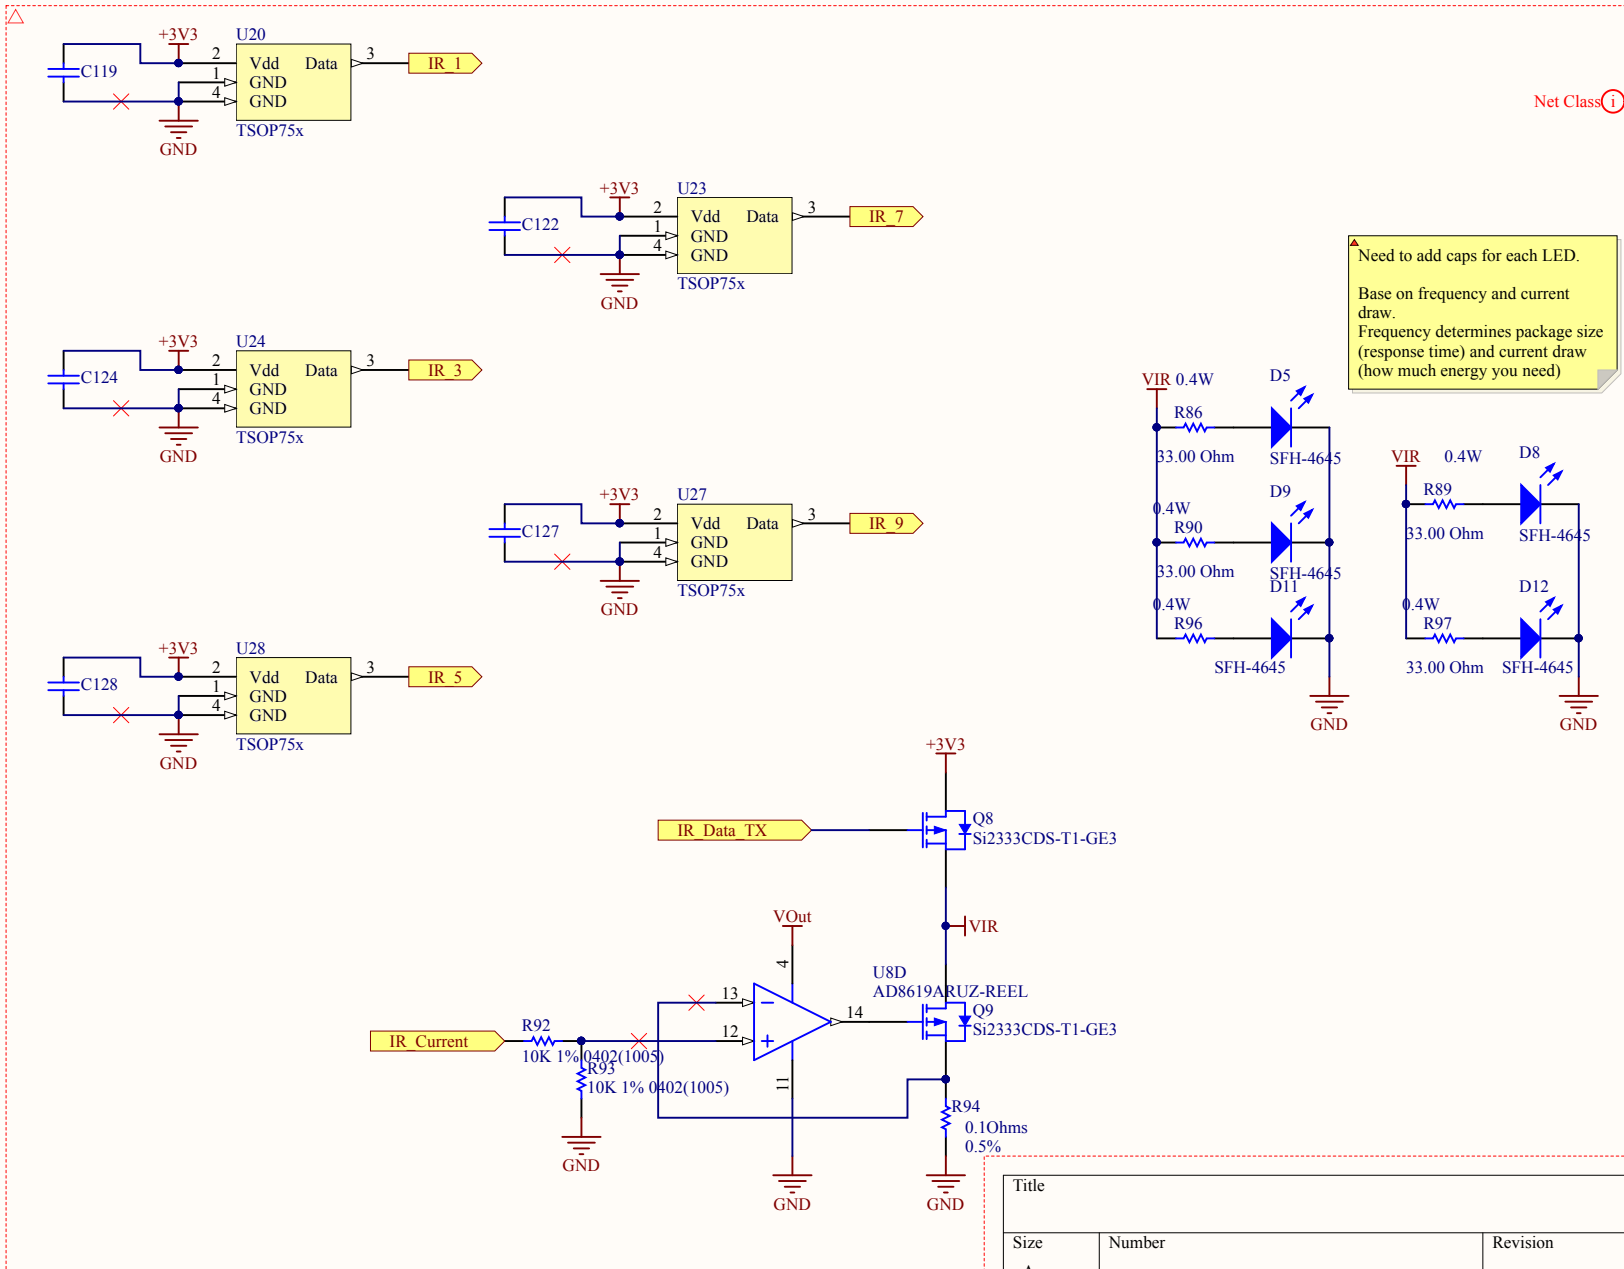 +3V3
U20
C119
2
1
4
Vdd
GND
GND
Data
3
IR_1
TSOP75x
GND
Net Class
i
+3V3
U23
C122
2
1
4
Vdd
GND
GND
Data
3
IR_7
TSOP75x
GND
Need to add caps for each LED.
Base on frequency and current
draw.
Frequency determines package size
(response time) and current draw
(how much energy you need)
+3V3
U24
C124
2
1
4
Vdd
GND
GND
Data
3
IR_3
TSOP75x
GND
VIR 0.4W
D5
R86
33.00 Ohm
SFH-4645
0.4W
D9
R90
33.00 Ohm
SFH-4645
D11
0.4W
R96
SFH-4645
GND
VIR
0.4W
D8
R89
33.00 Ohm
SFH-4645
0.4W
D12
R97
33.00 Ohm
SFH-4645
GND
+3V3
U27
C127
2
1
4
Vdd
GND
GND
Data
3
IR_9
TSOP75x
GND
+3V3
U28
C128
2
1
4
Vdd
GND
GND
Data
3
IR_5
TSOP75x
GND
+3V3
IR_Data_TX
Q8
Si2333CDS-T1-GE3
VIR
VOut
4
U8D
AD8619ARUZ-REEL
13
12
14
11
Q9
Si2333CDS-T1-GE3
IR_Current
R92
10K 1% 0402(1005)
R93
10K 1% 0402(1005)
GND
GND
R94
0.1Ohms
0.5%
GND
Title
Size
Number
Revision